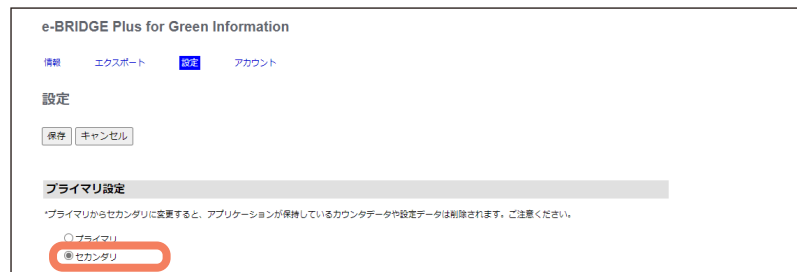 e-BRIDGE Plus for Green Information
情報 エクスポート 設定 アカウント
設定
保存 キャンセル
プライマリ設定
*プライマリからセカンダリに変更すると、アプリケーションが保持しているカウンタデータや設定データは削除されます。ご注意ください。
プライマリ
セカンダリ